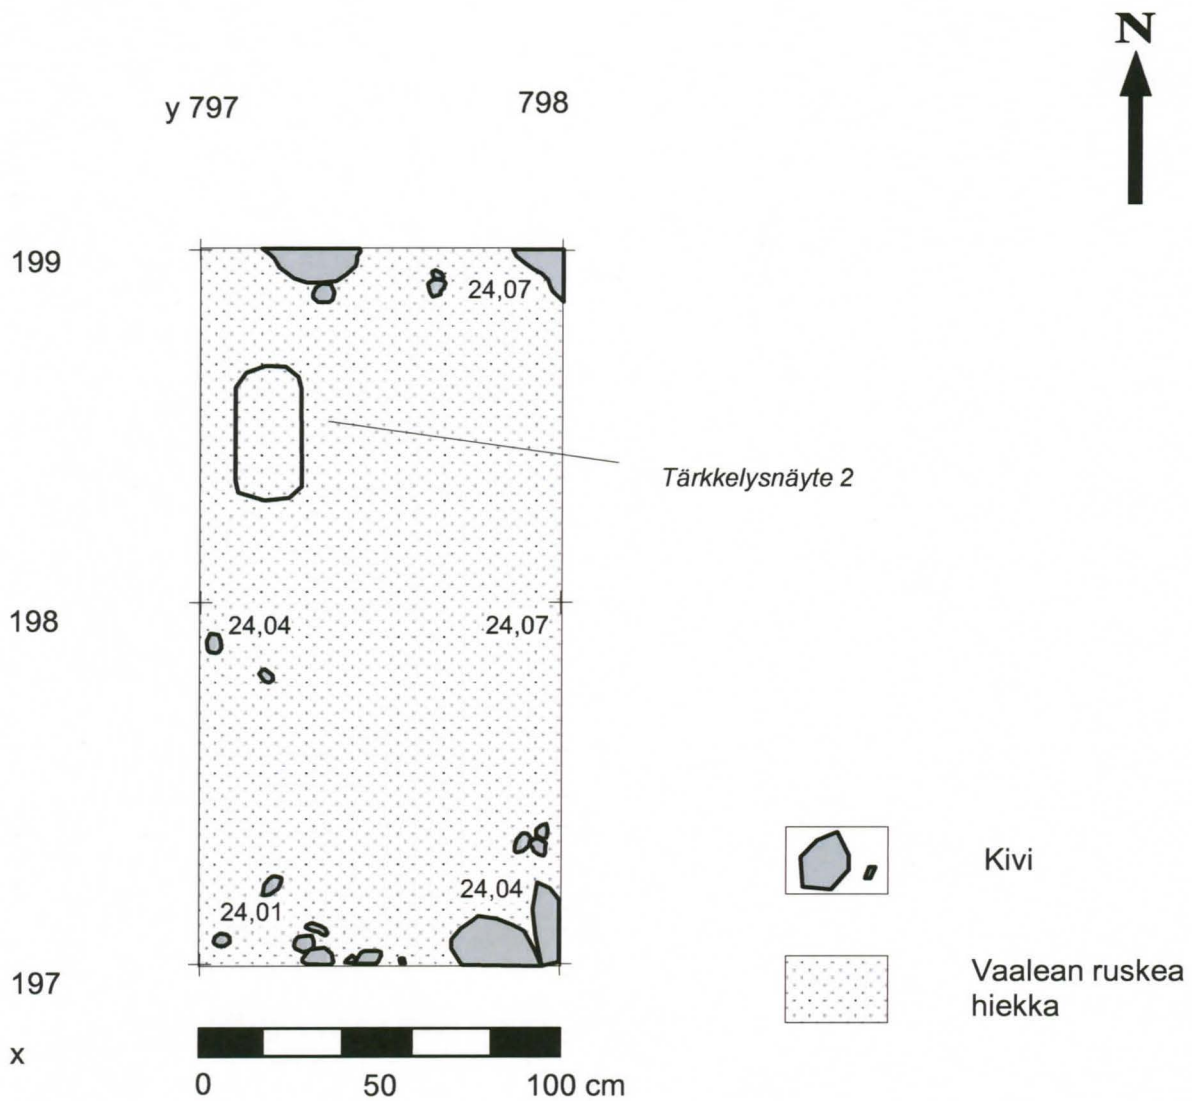 N
y 797 798
199
24,07
Tärkkelysnäyte 2
198
24,04 24,07
Kivi
24,04
24,01
197
Vaalean ruskea
hiekka
x
0 50 100 cm